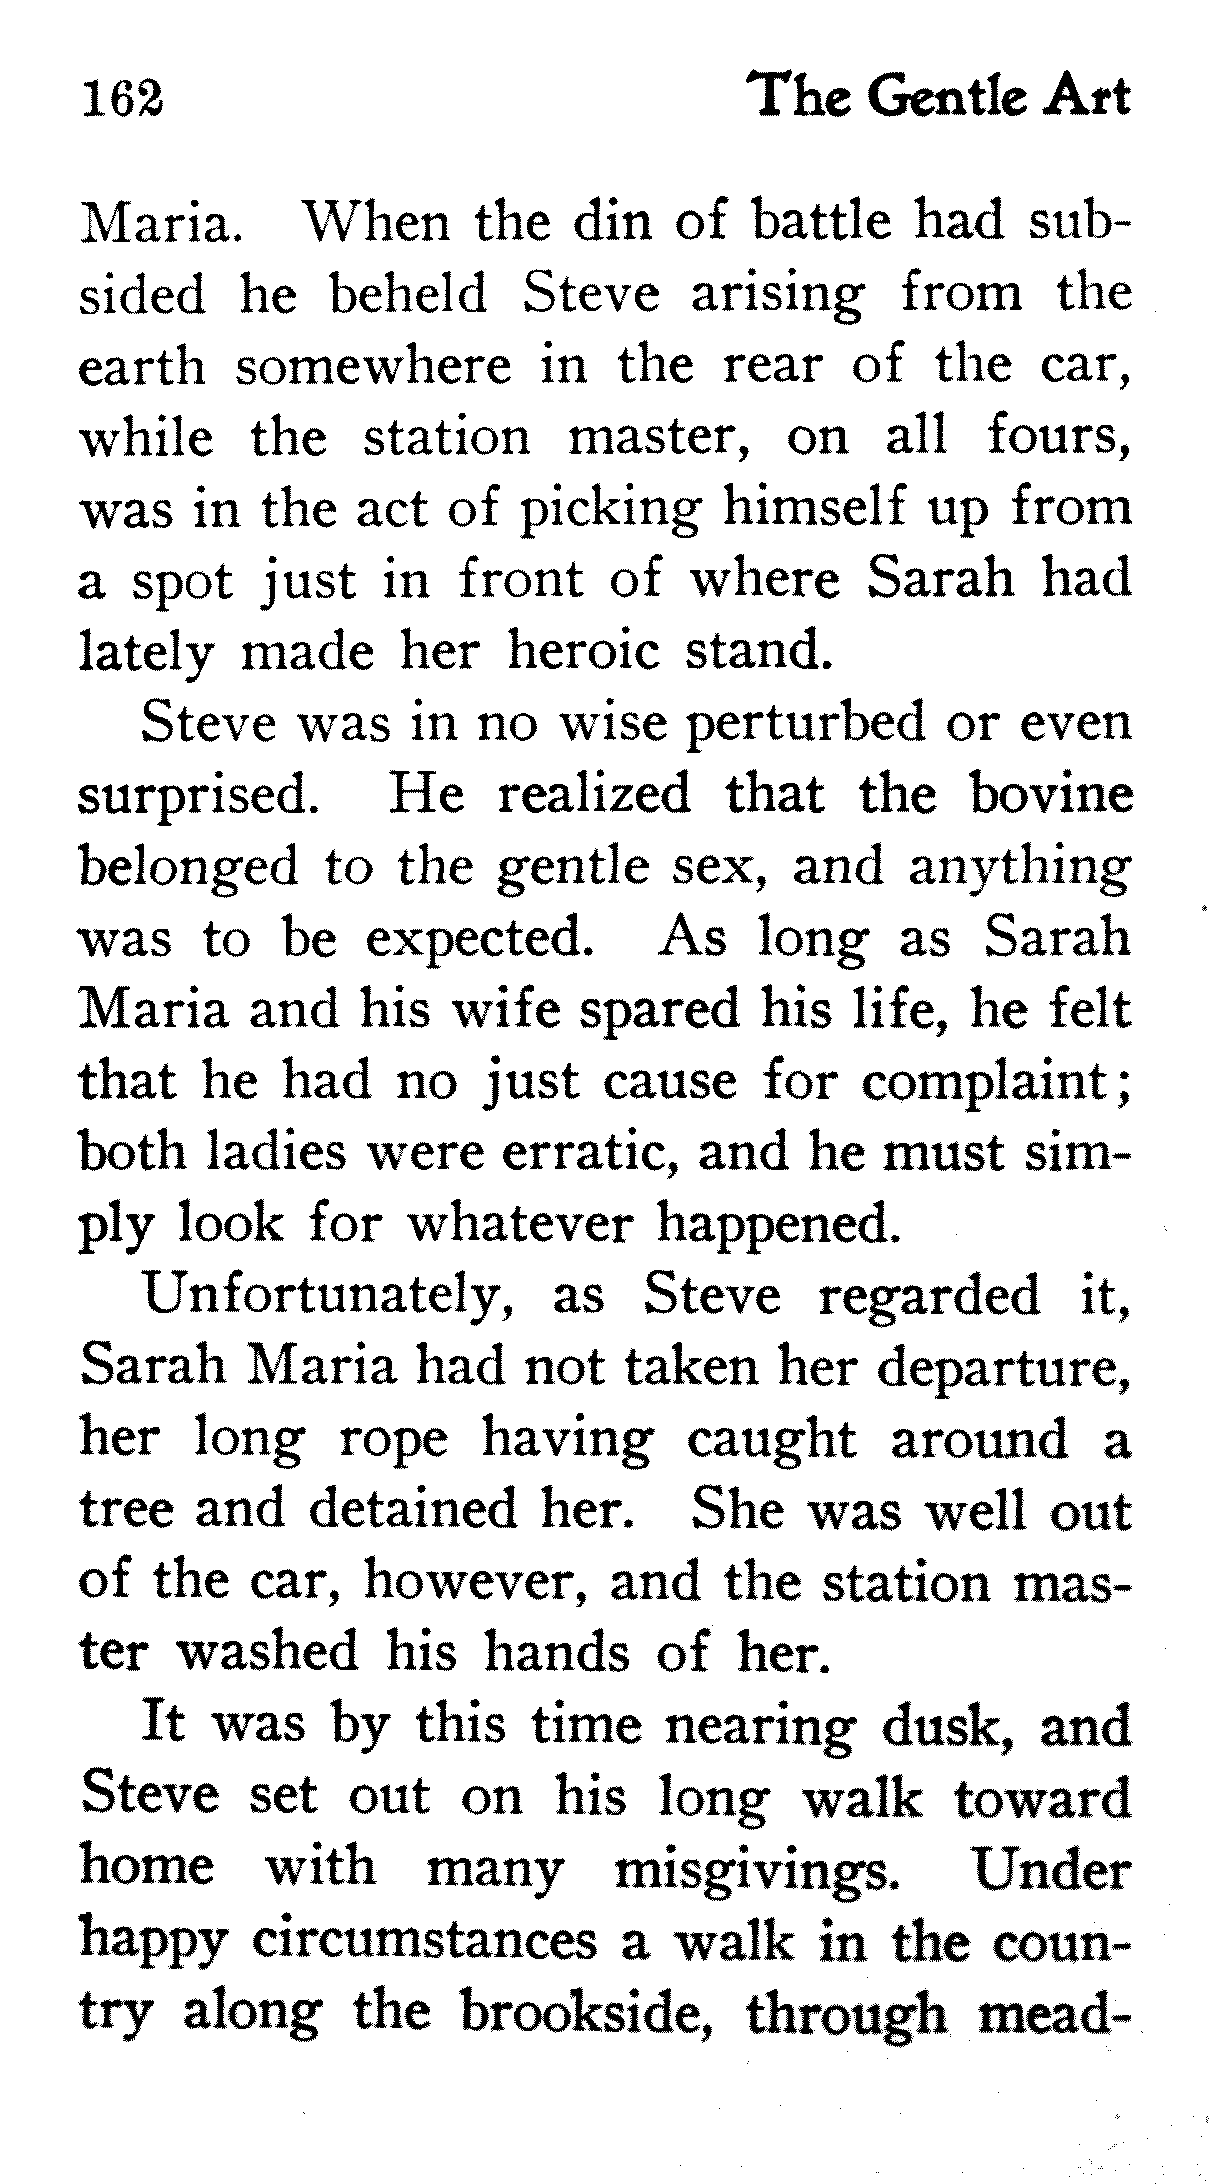 162 The Gentle Art
Maria. When the din of battle had sub-
sided he beheld Steve arising from the
earth somewhere in the rear of the car,
while the station master, on all fours,
was in the act of picking himself up from
a spot just in front of where Sarah had
lately made her heroic stand.
Steve was in no wise perturbed or even
surprised. He realized that the bovine
belonged to the gentle sex, and anything
was to be expected. As long as Sarah
Maria and his wife spared his life, he felt
that he had no just cause for complaint;
both ladies were erratic, and he must sim-
ply look for whatever happened.
Unfortunately, as Steve regarded it,
Sarah Maria had not taken her departure,
her long rope having caught around a
tree and detained her. She was well out
of the car, however, and the station mas-
ter washed his hands of her.
It was by this time nearing dusk, and
Steve set out on his long walk toward
home with many misgivings. Under
happy circumstances a walk in the coun-
try along the brookside, through mead-